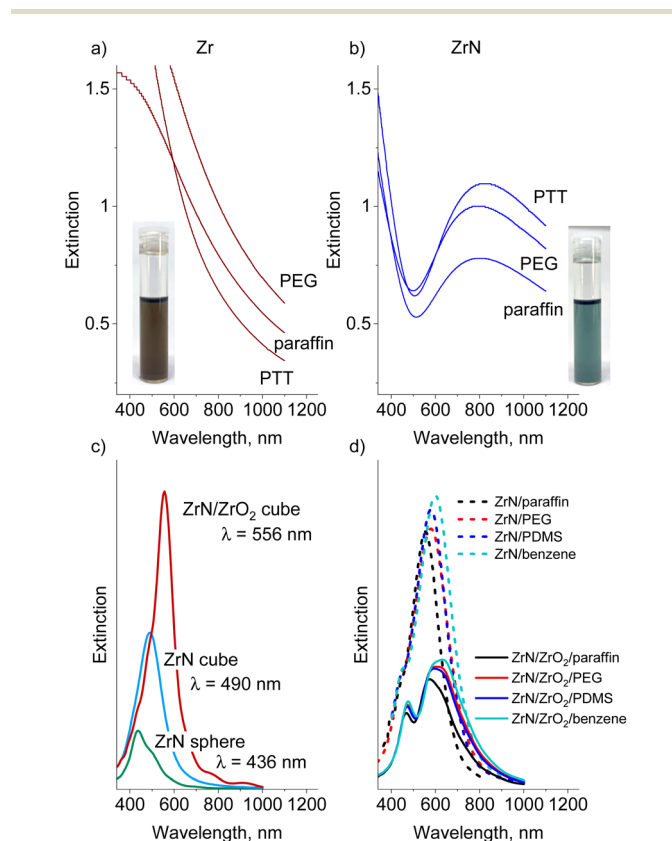 a) Zr
1.5
1
0.5
Extinction
PEG
paraffin
PTT
400 600 800 1000 1200
Wavelength, nm
b) ZrN
1.5
1
0.5
Extinction
PTT
PEG
paraffin
400 600 800 1000 1200
Wavelength, nm
c)
Extinction
ZrN/ZrO₂ cube
λ = 556 nm
ZrN cube
λ = 490 nm
ZrN sphere
λ = 436 nm
400 600 800 1000 1200
Wavelength, nm
d)
Extinction
ZrN/paraffin
ZrN/PEG
ZrN/PDMS
ZrN/benzene
ZrN/ZrO₂/paraffin
ZrN/ZrO₂/PEG
ZrN/ZrO₂/PDMS
ZrN/ZrO₂/benzene
400 600 800 1000 1200
Wavelength, nm